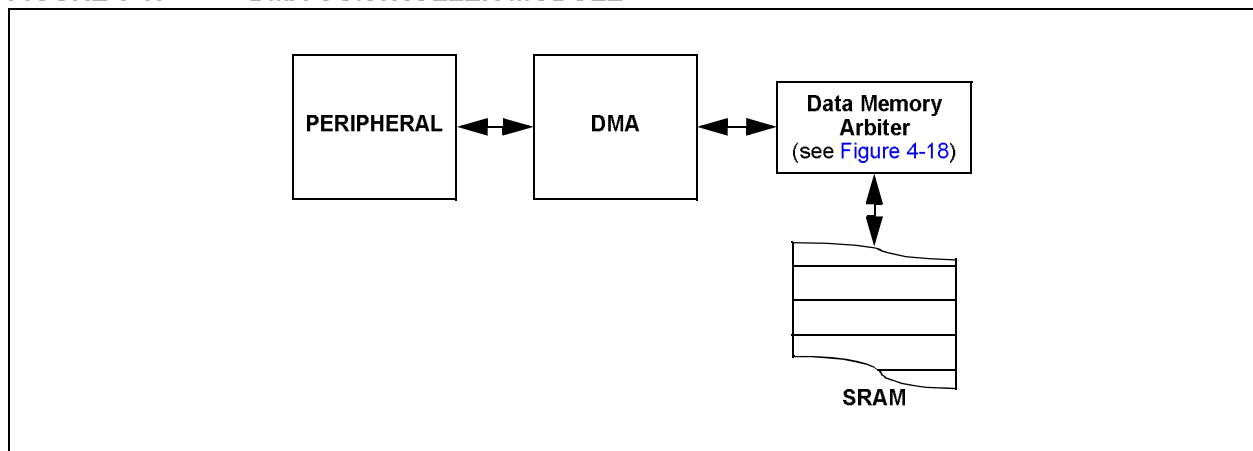 PERIPHERAL
DMA
Data Memory
Arbiter
(see Figure 4-18)
SRAM